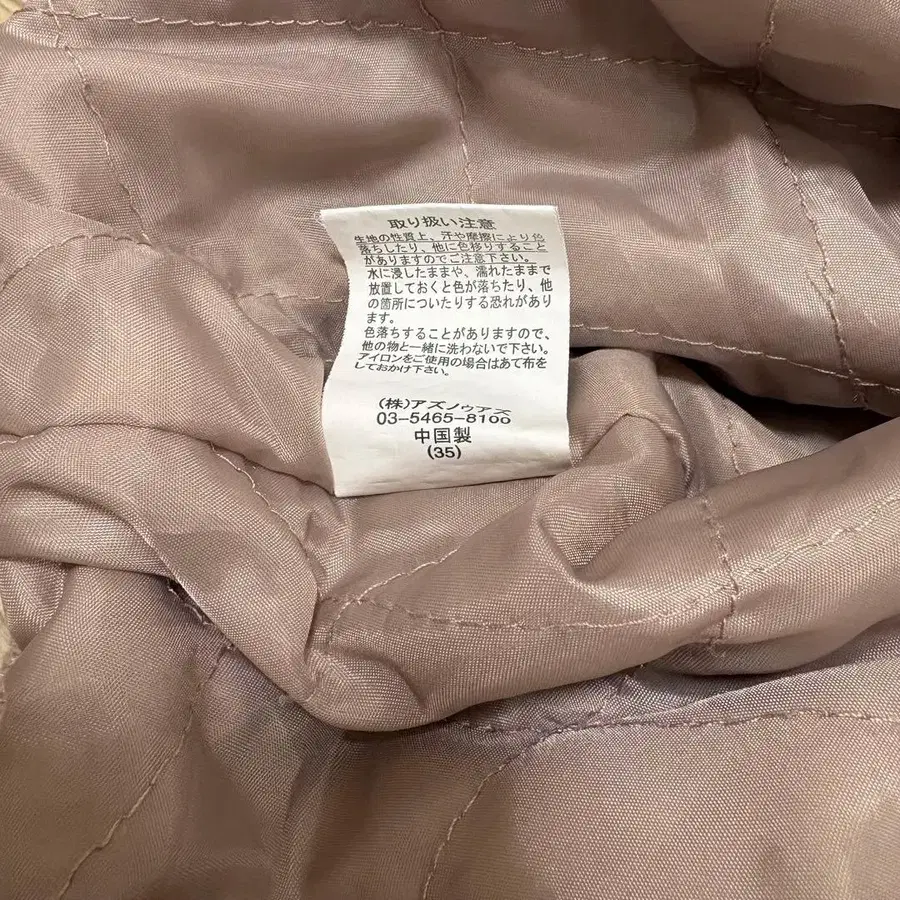 取り扱い注意
生地の性質上、汗や摩擦により色
落ちしたり、他に色移りすること
がありますのでご注意下さい。
水に浸したままや、濡れたままで
放置しておくと色が落ちたり、他
の箇所についたりする恐れがあり
ます。
色落ちすることがありますので、
他の物と一緒に洗わないで下さい。
アイロンをご使用の場合はあて布を
しておかけ下さい。
(株)アズノゥアズ
03-5465-8100
中国製
(35)